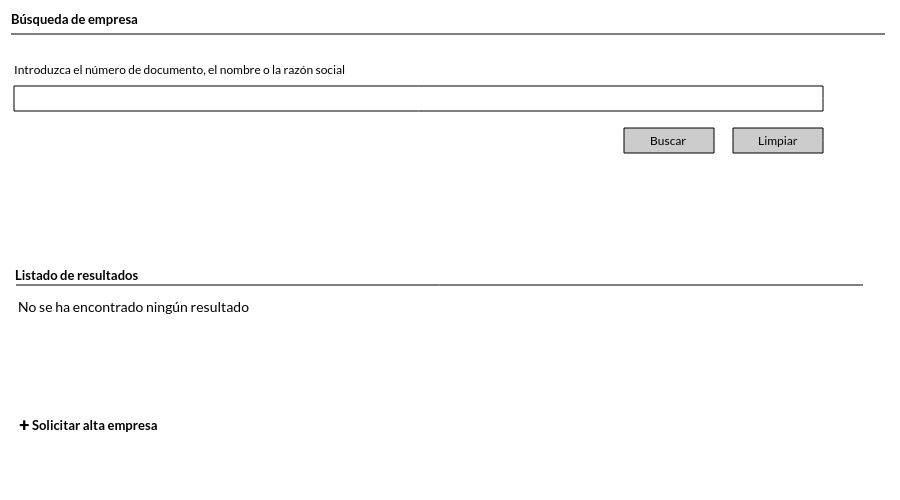 Búsqueda de empresa
Introduzca el número de documento, el nombre o la razón social
Buscar
Limpiar
Listado de resultados
No se ha encontrado ningún resultado
+ Solicitar alta empresa